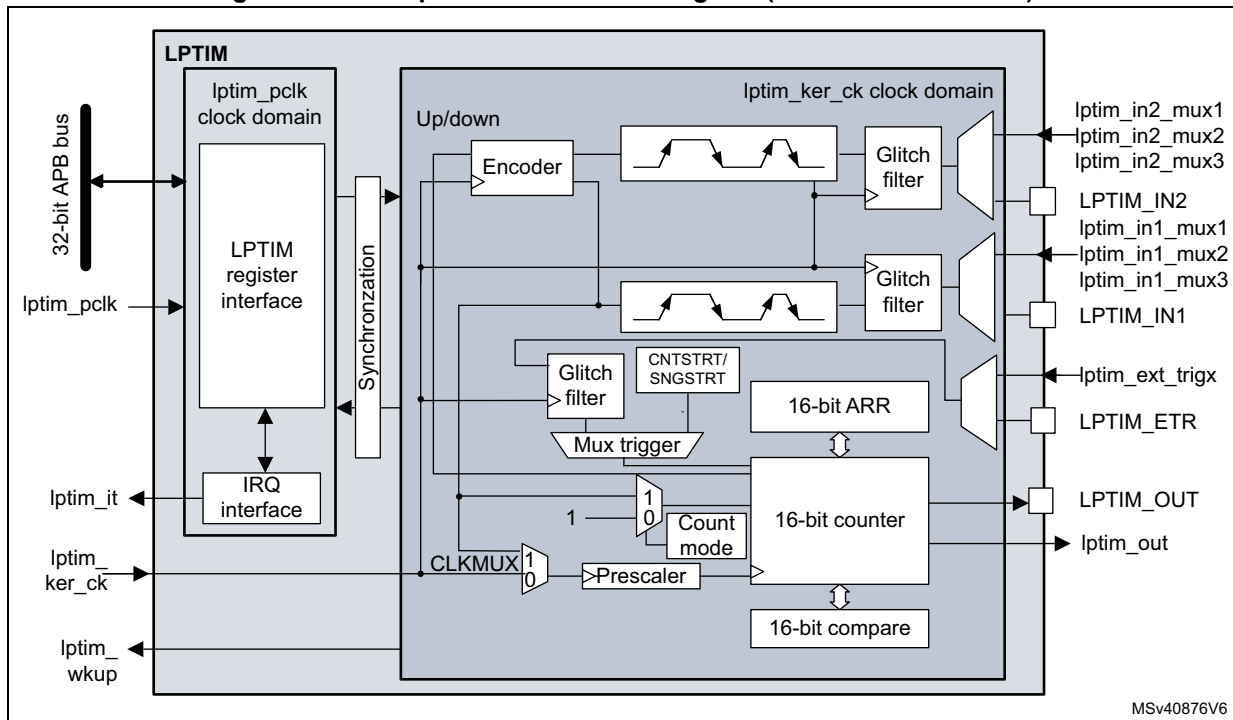 LPTIM
lptim_pclk
clock domain
lptim_ker_ck clock domain
Up/down
32-bit APB bus
LPTIM
register
interface
lptim_pclk
Synchronzation
Encoder
Glitch
filter
lptim_in2_mux1
lptim_in2_mux2
lptim_in2_mux3
LPTIM_IN2
lptim_in1_mux1
lptim_in1_mux2
lptim_in1_mux3
Glitch
filter
LPTIM_IN1
Glitch
filter
CNTSTRT/
SNGSTRT
lptim_ext_trigx
16-bit ARR
LPTIM_ETR
Mux trigger
IRQ
interface
lptim_it
1
1
0
Count
mode
16-bit counter
LPTIM_OUT
lptim_out
lptim_
ker_ck
CLKMUX
1
0
Prescaler
16-bit compare
lptim_
wkup
MSv40876V6